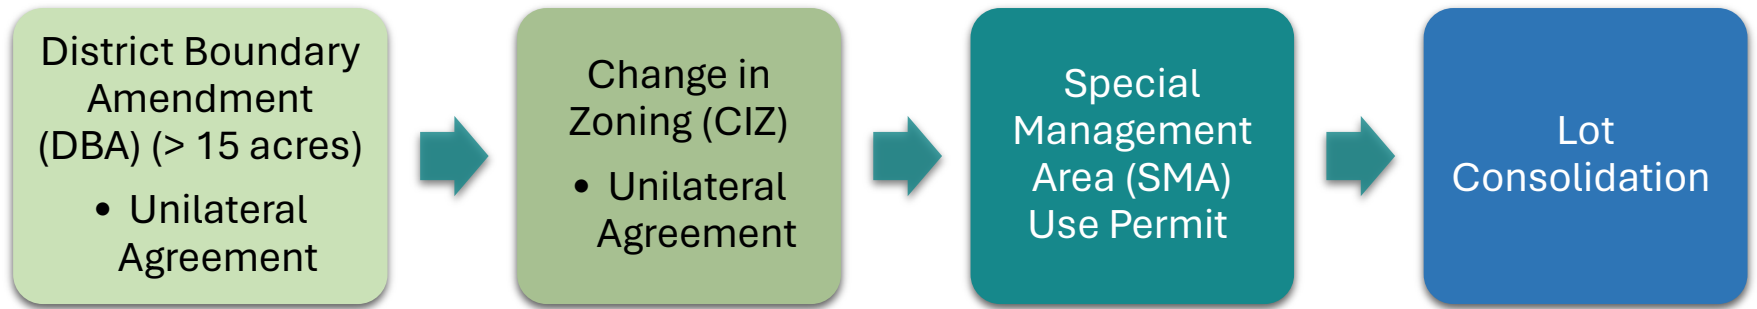 District Boundary
Amendment
(DBA) (> 15 acres)
• Unilateral
Agreement
Change in
Zoning (CIZ)
• Unilateral
Agreement
Special
Management
Area (SMA)
Use Permit
Lot
Consolidation